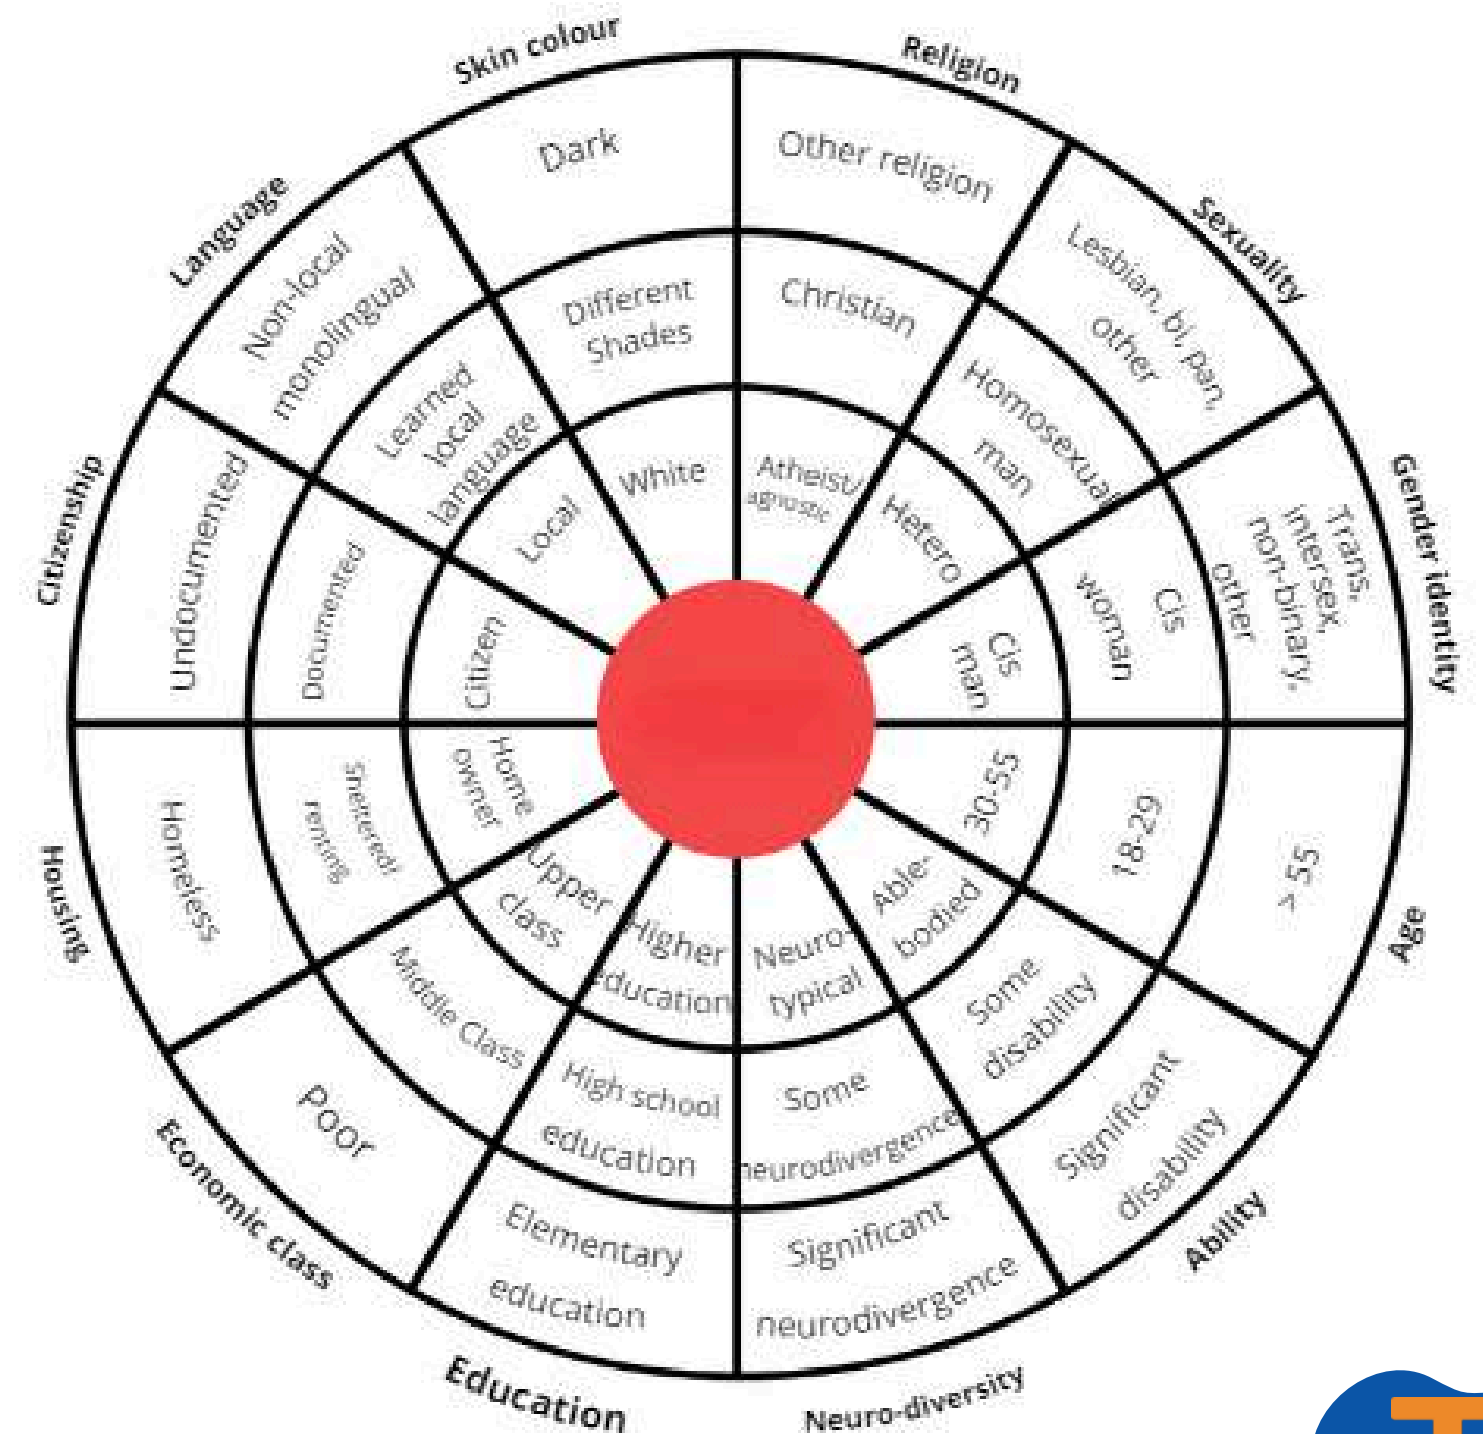 Skin colour
Dark
Different
Shades
White
Religion
Other religion
Christian
Atheist/
agnostic
Sexuality
Lesbian, bi, pan,
other
Homosexual
man
Hetero
Gender identity
Trans,
intersex,
non-binary,
other
Cis
woman
Cis
man
Age
> 55
18-29
30-55
Ability
Significant
disability
Some
disability
Able-
bodied
Neuro-diversity
Significant
neurodivergence
Some
neurodivergence
Neuro-
typical
Education
Elementary
education
High school
education
Higher
education
Economic class
Poor
Middle Class
Upper
class
Housing
Homeless
Sheltered/
renting
Home
owner
Citizenship
Undocumented
Documented
Citizen
Language
Non-local
monolingual
Learned
local
language
Local
T